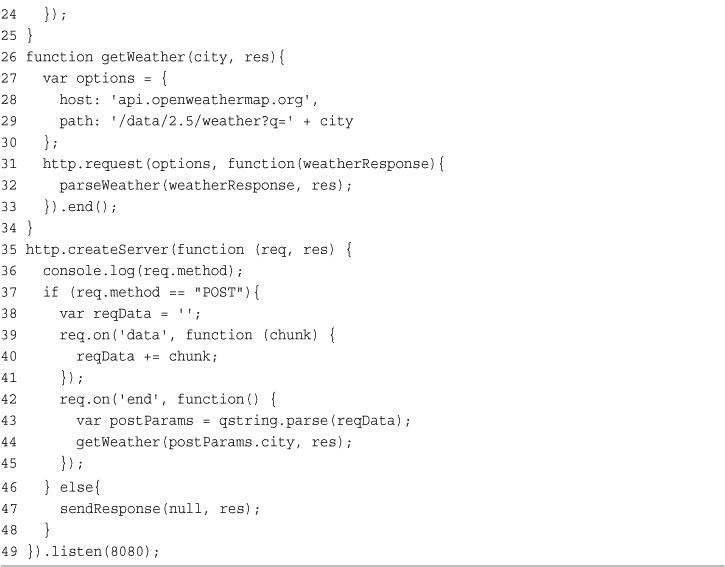 24   });
25 }
26 function getWeather(city, res){
27   var options = {
28     host: 'api.openweathermap.org',
29     path: '/data/2.5/weather?q=' + city
30   };
31   http.request(options, function(weatherResponse){
32     parseWeather(weatherResponse, res);
33   }).end();
34 }
35 http.createServer(function (req, res) {
36   console.log(req.method);
37   if (req.method == "POST"){
38     var reqData = '';
39     req.on('data', function (chunk) {
40       reqData += chunk;
41     });
42     req.on('end', function() {
43       var postParams = qstring.parse(reqData);
44       getWeather(postParams.city, res);
45     });
46   } else{
47     sendResponse(null, res);
48   }
49 }).listen(8080);